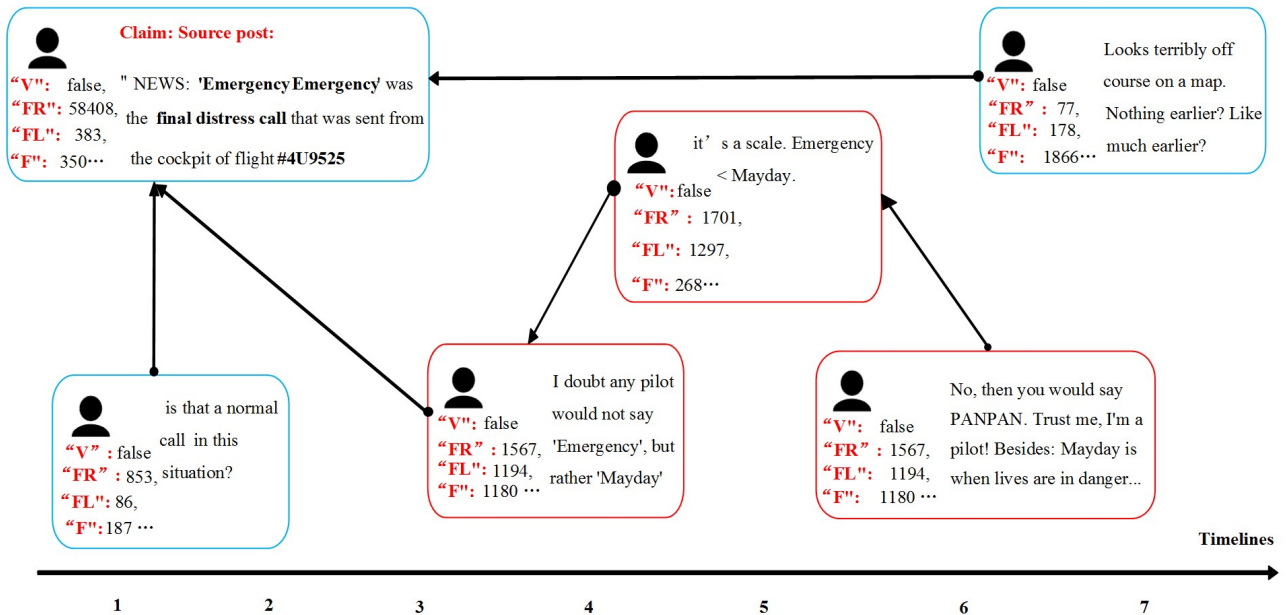 Claim: Source post:
“V": false,
“FR": 58408,
“FL": 383,
“F": 350···
" NEWS: 'EmergencyEmergency' was
the final distress call that was sent from
the cockpit of flight #4U9525
“V": false
“FR” : 77,
“FL": 178,
“F": 1866···
Looks terribly off
course on a map.
Nothing earlier? Like
much earlier?
it’ s a scale. Emergency
< Mayday.
“V": false
“FR” : 1701,
“FL": 1297,
“F": 268···
is that a normal
call in this
situation?
“V” : false
“FR” : 853,
“FL": 86,
“F": 187 ···
I doubt any pilot
would not say
'Emergency', but
rather 'Mayday'
“V": false
“FR” : 1567,
“FL": 1194,
“F": 1180 ···
No, then you would say
PANPAN. Trust me, I'm a
pilot! Besides: Mayday is
when lives are in danger...
“V": false
“FR” : 1567,
“FL": 1194,
“F": 1180 ···
Timelines
1 2 3 4 5 6 7